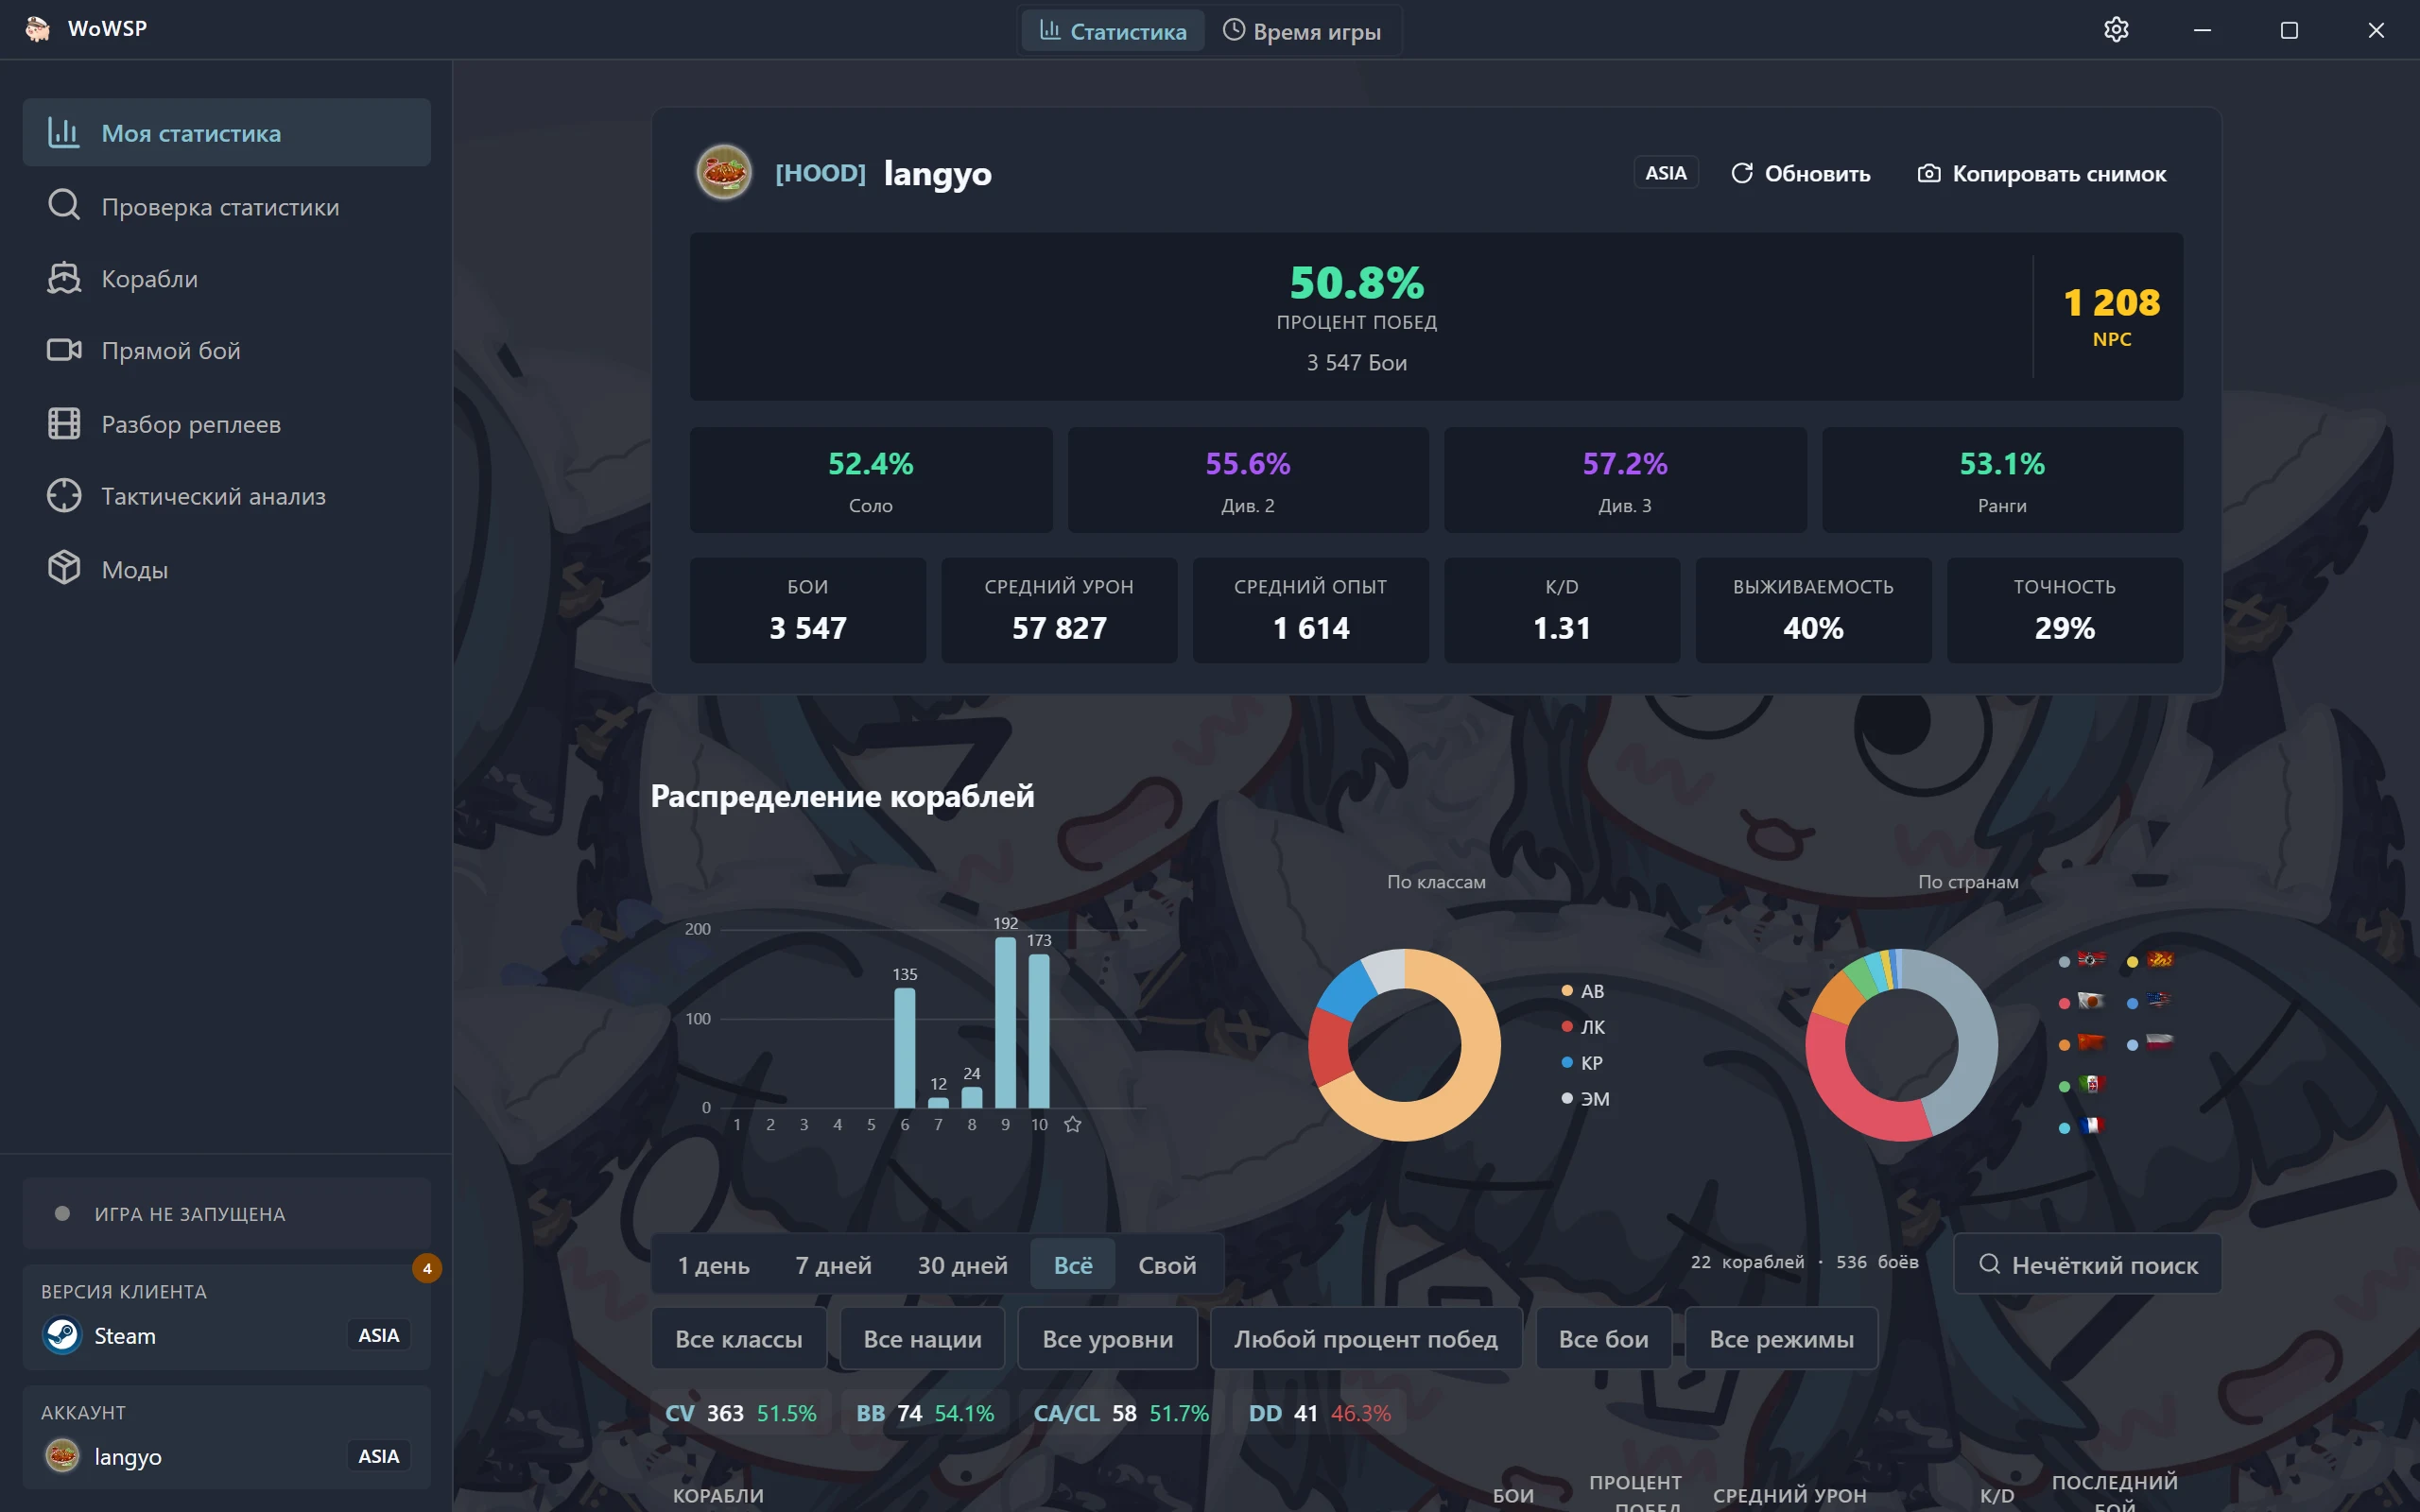 WoWSP
Статистика
Время игры
Моя статистика
Проверка статистики
Корабли
Прямой бой
Разбор реплеев
Тактический анализ
Моды
ИГРА НЕ ЗАПУЩЕНА
4
ВЕРСИЯ КЛИЕНТА
Steam ASIA
АККАУНТ
langyo ASIA
[HOOD] langyo
ASIA
Обновить
Копировать снимок
50.8%
ПРОЦЕНТ ПОБЕД
3 547 Бои
1 208
NPC
52.4%
Соло
55.6%
Див. 2
57.2%
Див. 3
53.1%
Ранги
БОИ
3 547
СРЕДНИЙ УРОН
57 827
СРЕДНИЙ ОПЫТ
1 614
K/D
1.31
ВЫЖИВАЕМОСТЬ
40%
ТОЧНОСТЬ
29%
Распределение кораблей
200
100
0
135
12
24
192
173
1 2 3 4 5 6 7 8 9 10
По классам
АВ
ЛК
КР
ЭМ
По странам
1 день 7 дней 30 дней Всё Свой
22 кораблей · 536 боёв
Нечёткий поиск
Все классы Все нации Все уровни Любой процент побед Все бои Все режимы
CV 363 51.5% BB 74 54.1% CA/CL 58 51.7% DD 41 46.3%
КОРАБЛИ
БОИ
ПРОЦЕНТ
ПОБЕД
СРЕДНИЙ УРОН
K/D
ПОСЛЕДНИЙ
БОЙ